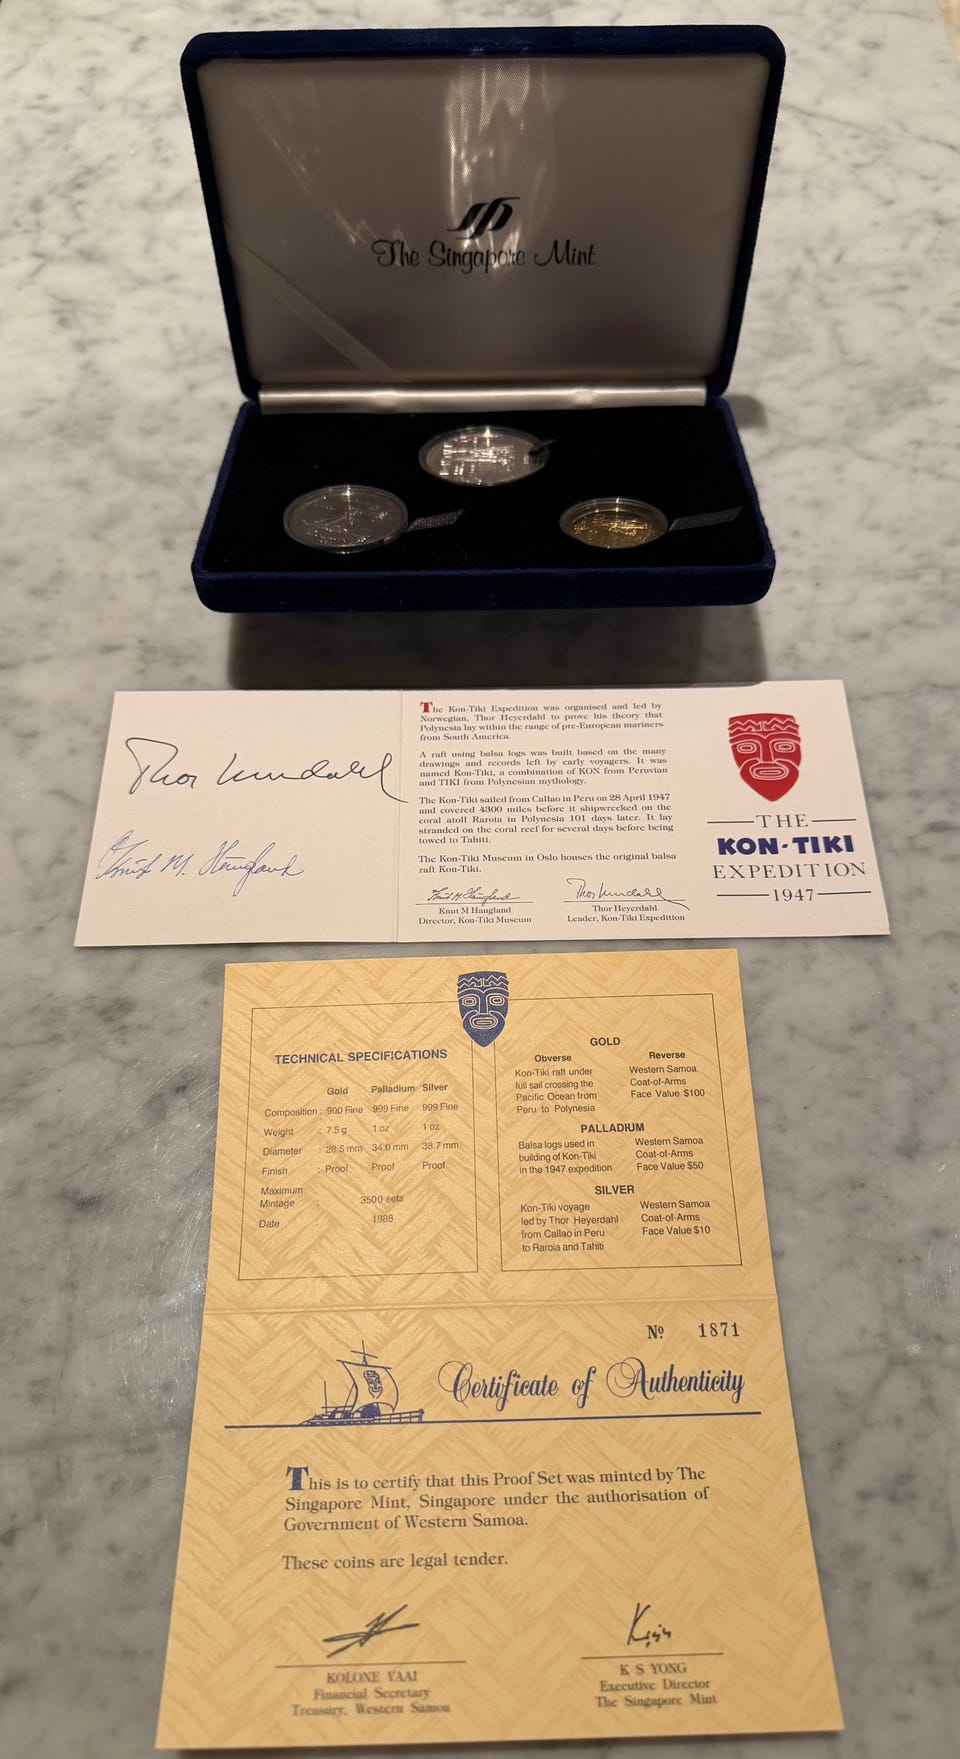 The Singapore Mint
Thor Heyerdahl
Knut M. Haugland
The Kon-Tiki Expedition was organised and led by
Norwegian, Thor Heyerdahl to prove his theory that
Polynesia lay within the range of pre-European mariners
from South America.
A raft using balsa logs was built based on the many
drawings and records left by early voyagers. It was
named Kon-Tiki, a combination of KON from Peruvian
and TIKI from Polynesian mythology.
The Kon-Tiki sailed from Callao in Peru on 28 April 1947
and covered 4300 miles before it shipwrecked on the
coral atoll Raroia in Polynesia 101 days later. It lay
stranded on the coral reef for several days before being
towed to Tahiti.
The Kon-Tiki Museum in Oslo houses the original balsa
raft Kon-Tiki.
Knut M Haugland
Thor Heyerdahl
Knut M Haugland
Director, Kon-Tiki Museum
Thor Heyerdahl
Leader, Kon-Tiki Expedition
THE
KON-TIKI
EXPEDITION
1947
TECHNICAL SPECIFICATIONS
Gold Palladium Silver
Composition : 900 Fine 999 Fine 999 Fine
Weight : 7.5 g 1 oz 1 oz
Diameter : 28.5 mm 34.0 mm 38.7 mm
Finish : Proof Proof Proof
Maximum
Mintage : 3500 sets
Date 1988
GOLD
Obverse Reverse
Kon-Tiki raft under Western Samoa
full sail crossing the Coat-of-Arms
Pacific Ocean from Face Value $100
Peru to Polynesia
PALLADIUM
Balsa logs used in Western Samoa
building of Kon-Tiki Coat-of-Arms
in the 1947 expedition Face Value $50
SILVER
Kon-Tiki voyage Western Samoa
led by Thor Heyerdahl Coat-of-Arms
from Callao in Peru Face Value $10
to Raroia and Tahiti
Nº 1871
Certificate of Authenticity
This is to certify that this Proof Set was minted by The
Singapore Mint, Singapore under the authorisation of
Government of Western Samoa.
These coins are legal tender.
KOLONE VAAI
Financial Secretary
Treasury, Western Samoa
K S YONG
Executive Director
The Singapore Mint